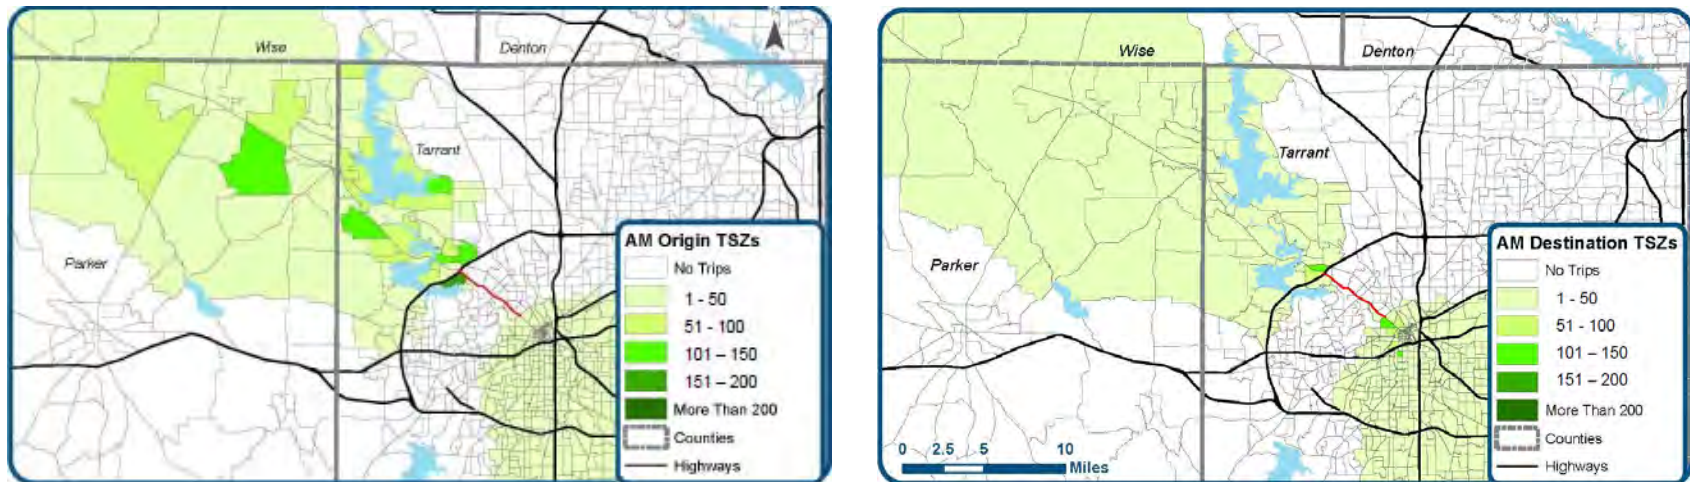 Wise
Denton
Tarrant
Parker
AM Origin TSZs
No Trips
1 - 50
51 - 100
101 – 150
151 – 200
More Than 200
Counties
Highways
Wise
Denton
Tarrant
Parker
AM Destination TSZs
No Trips
1 - 50
51 - 100
101 – 150
151 – 200
More Than 200
Counties
Highways
0 2.5 5 10
Miles